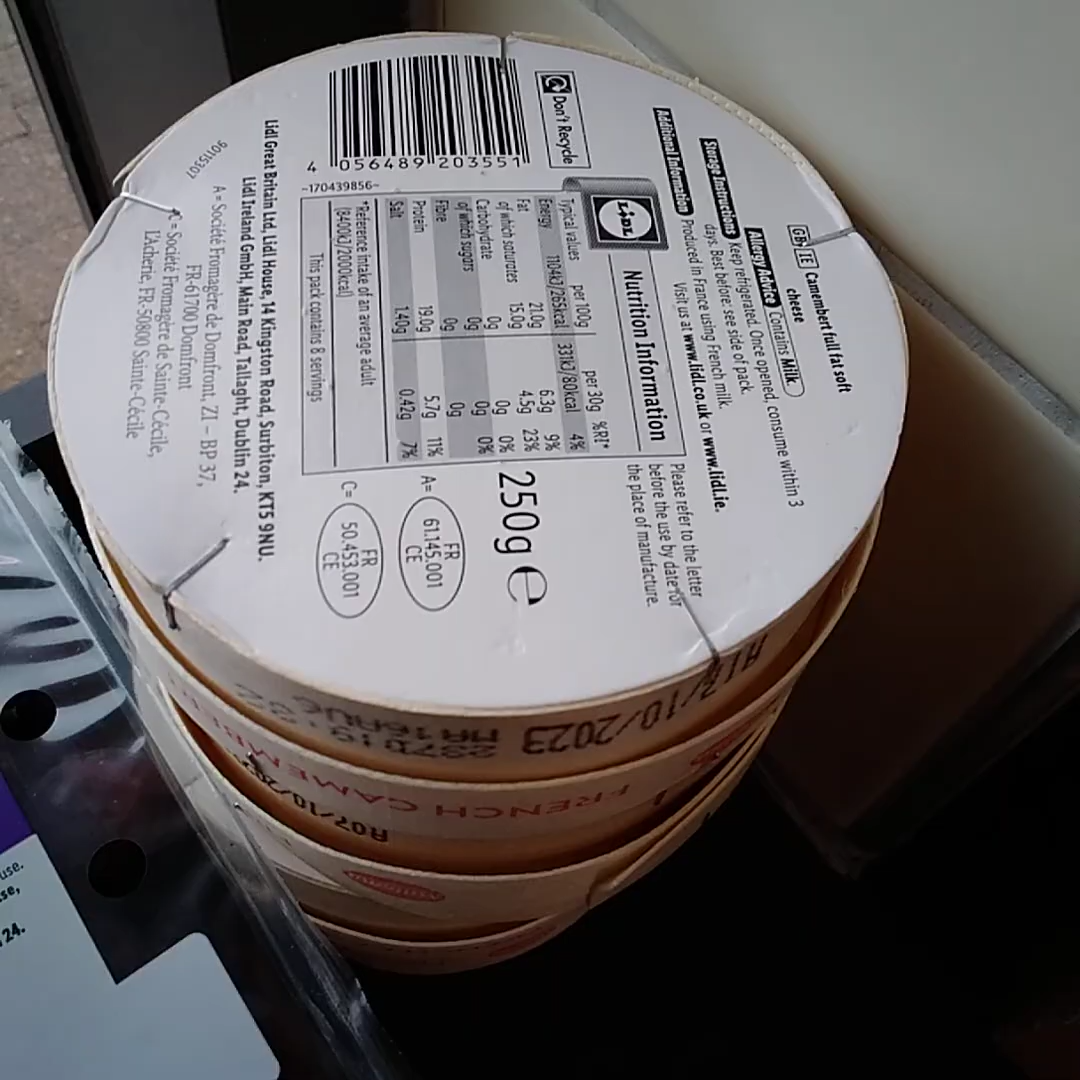 GB IE Camembert full fat soft
cheese
Allergy Advice Contains Milk.
Storage Instructions Keep refrigerated. Once opened, consume within 3
days. Best before: see side of pack.
Additional Information Produced in France using French milk.
Visit us at www.lidl.co.uk or www.lidl.ie.
Don't Recycle
LIDL
Nutrition Information
Typical values per 100g per 30g %RI*
Energy 1104kJ/265kcal 331kJ/80kcal 4%
Fat 21.0g 6.3g 9%
of which saturates 15.0g 4.5g 23%
Carbohydrate 0g 0g 0%
of which sugars 0g 0g 0%
Fibre 0g 0g
Protein 19.0g 5.7g 11%
Salt 1.40g 0.42g 7%
*Reference intake of an average adult
(8400kJ/2000kcal)
This pack contains 8 servings
Please refer to the letter
before the use by date for
the place of manufacture.
250g e
A= FR
61.145.001
CE
C= FR
50.453.001
CE
4 056489 203551
~170439856~
Lidl Great Britain Ltd, Lidl House, 14 Kingston Road, Surbiton, KT5 9NU.
Lidl Ireland GmbH, Main Road, Tallaght, Dublin 24.
A = Société Fromagère de Domfront, ZI – BP 37,
FR-61700 Domfront
C = Société Fromagère de Sainte-Cécile,
L'Acherie, FR-50800 Sainte-Cécile
90115307
A12/10/2023
FRENCH CAMEMBE
A07/10/20
use.
se,
24.